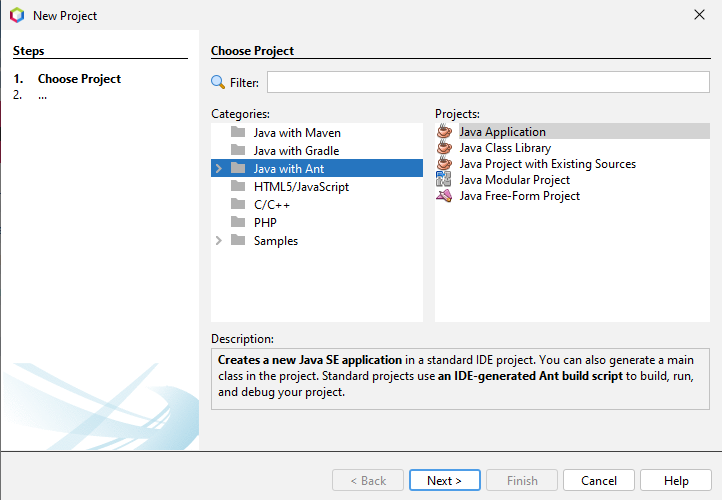 New Project
Steps
1. Choose Project
2. ...
Choose Project
Filter:
Categories:
Java with Maven
Java with Gradle
Java with Ant
HTML5/JavaScript
C/C++
PHP
Samples
Projects:
Java Application
Java Class Library
Java Project with Existing Sources
Java Modular Project
Java Free-Form Project
Description:
Creates a new Java SE application in a standard IDE project. You can also generate a main
class in the project. Standard projects use an IDE-generated Ant build script to build, run,
and debug your project.
< Back
Next >
Finish
Cancel
Help